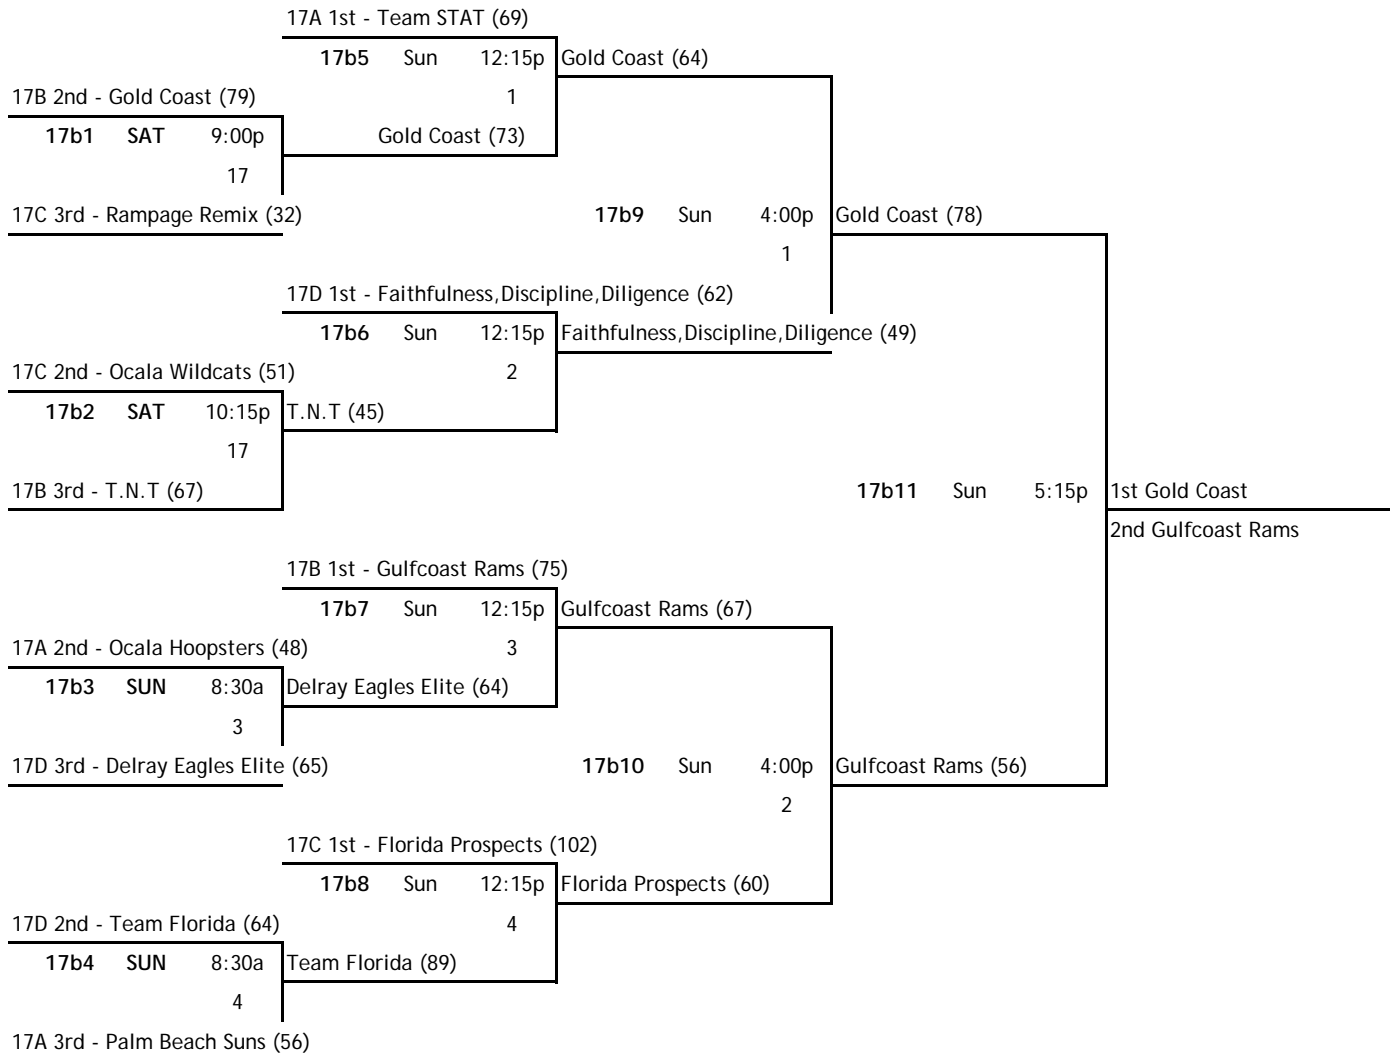 17A 1st - Team STAT (69)
17b5 Sun 12:15p Gold Coast (64)
17B 2nd - Gold Coast (79) 1
17b1 SAT 9:00p Gold Coast (73)
17
17C 3rd - Rampage Remix (32) 17b9 Sun 4:00p Gold Coast (78)
1
17D 1st - Faithfulness,Discipline,Diligence (62)
17b6 Sun 12:15p Faithfulness,Discipline,Diligence (49)
17C 2nd - Ocala Wildcats (51) 2
17b2 SAT 10:15p T.N.T (45)
17
17B 3rd - T.N.T (67) 17b11 Sun 5:15p 1st Gold Coast
2nd Gulfcoast Rams
17B 1st - Gulfcoast Rams (75)
17b7 Sun 12:15p Gulfcoast Rams (67)
17A 2nd - Ocala Hoopsters (48) 3
17b3 SUN 8:30a Delray Eagles Elite (64)
3
17D 3rd - Delray Eagles Elite (65) 17b10 Sun 4:00p Gulfcoast Rams (56)
2
17C 1st - Florida Prospects (102)
17b8 Sun 12:15p Florida Prospects (60)
17D 2nd - Team Florida (64) 4
17b4 SUN 8:30a Team Florida (89)
4
17A 3rd - Palm Beach Suns (56)